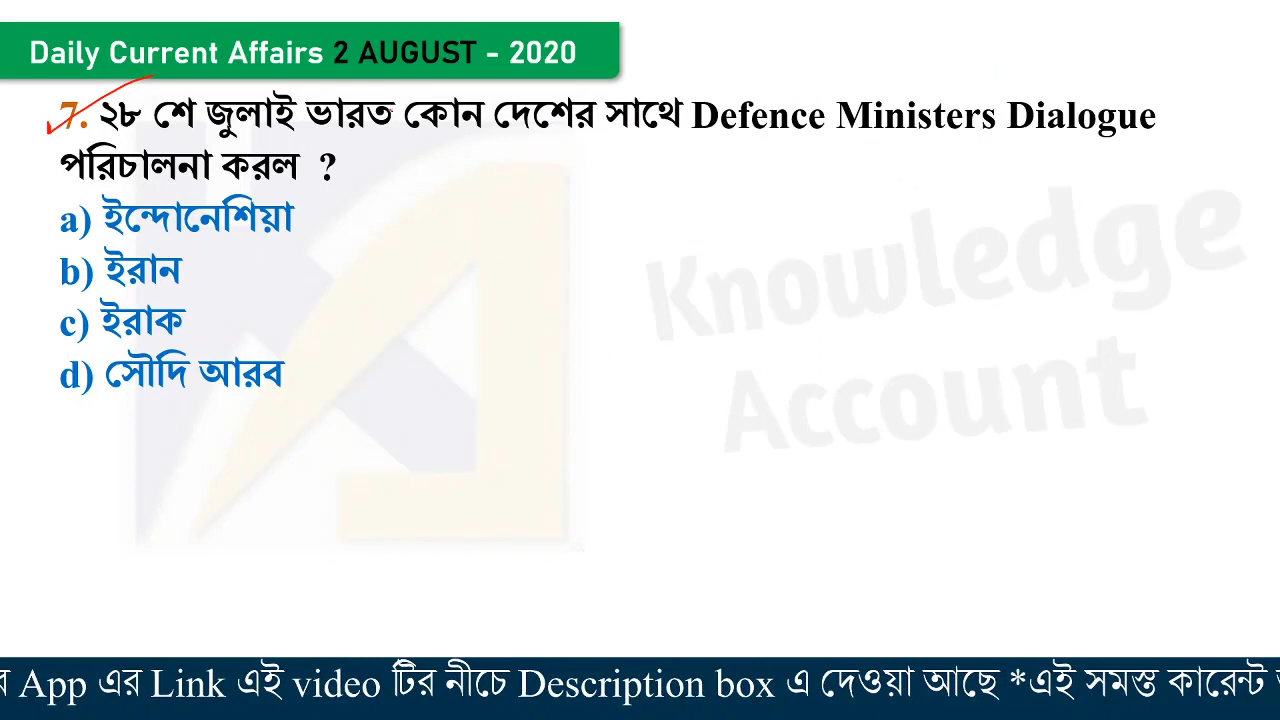 Daily Current Affairs 2 AUGUST - 2020
7. ২৮ শে জুলাই ভারত কোন দেশের সাথে Defence Ministers Dialogue
পরিচালনা করল ?
a) ইন্দোনেশিয়া
b) ইরান
c) ইরাক
d) সৌদি আরব
Knowledge
Account
App এর Link এই video টির নীচে Description box এ দেওয়া আছে *এই সমস্ত কারেন্ট